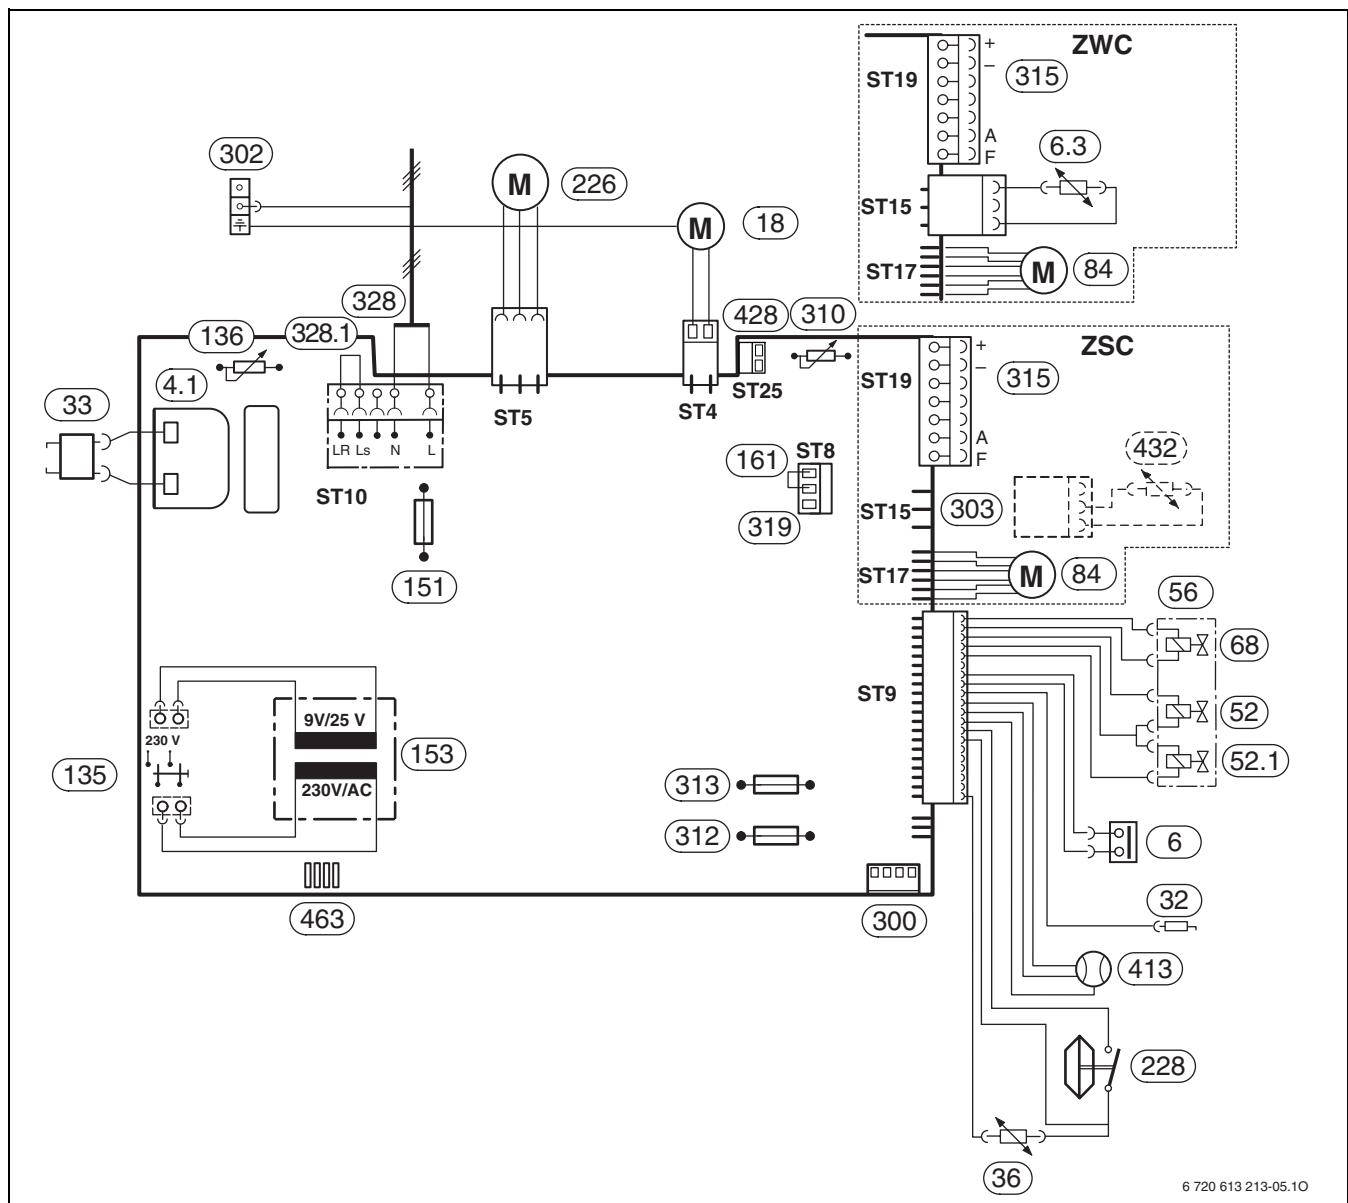 ZWC
ST19
+
–
315
A
F
6.3
ST15
ST17
M
84
302
M
226
M
18
328
428
310
136
328.1
4.1
33
ST5
ST4
ST25
LR
Ls
N
L
ST10
151
ST8
161
319
ZSC
ST19
+
–
315
A
F
432
ST15
303
ST17
M
84
56
68
52
52.1
ST9
9V/25 V
230 V
153
135
230V/AC
313
312
6
463
300
32
413
228
36
6 720 613 213-05.1O